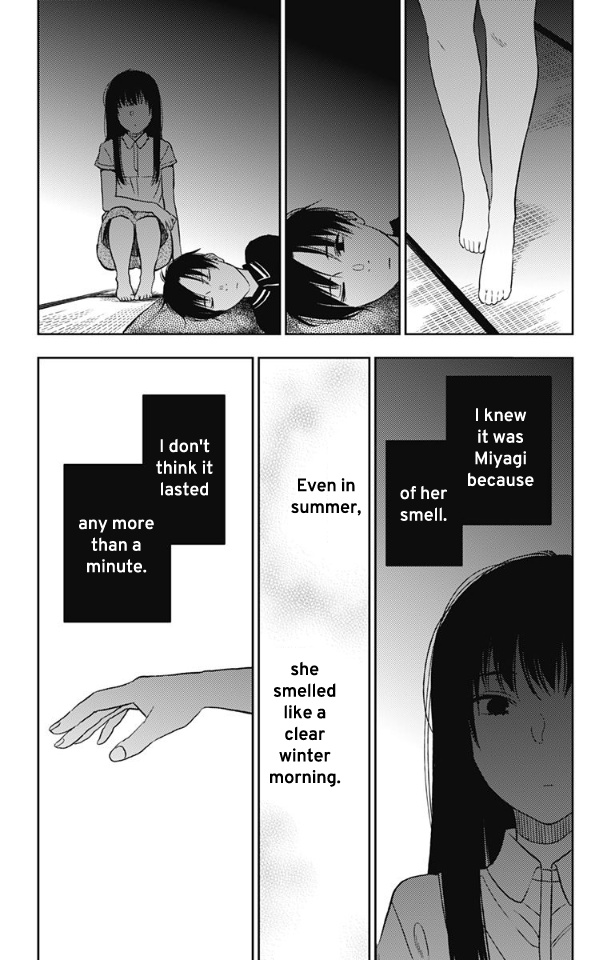 I knew
it was
Miyagi
because
of her
smell.
Even in
summer,
she
smelled
like a
clear
winter
morning.
I don't
think it
lasted
any more
than a
minute.